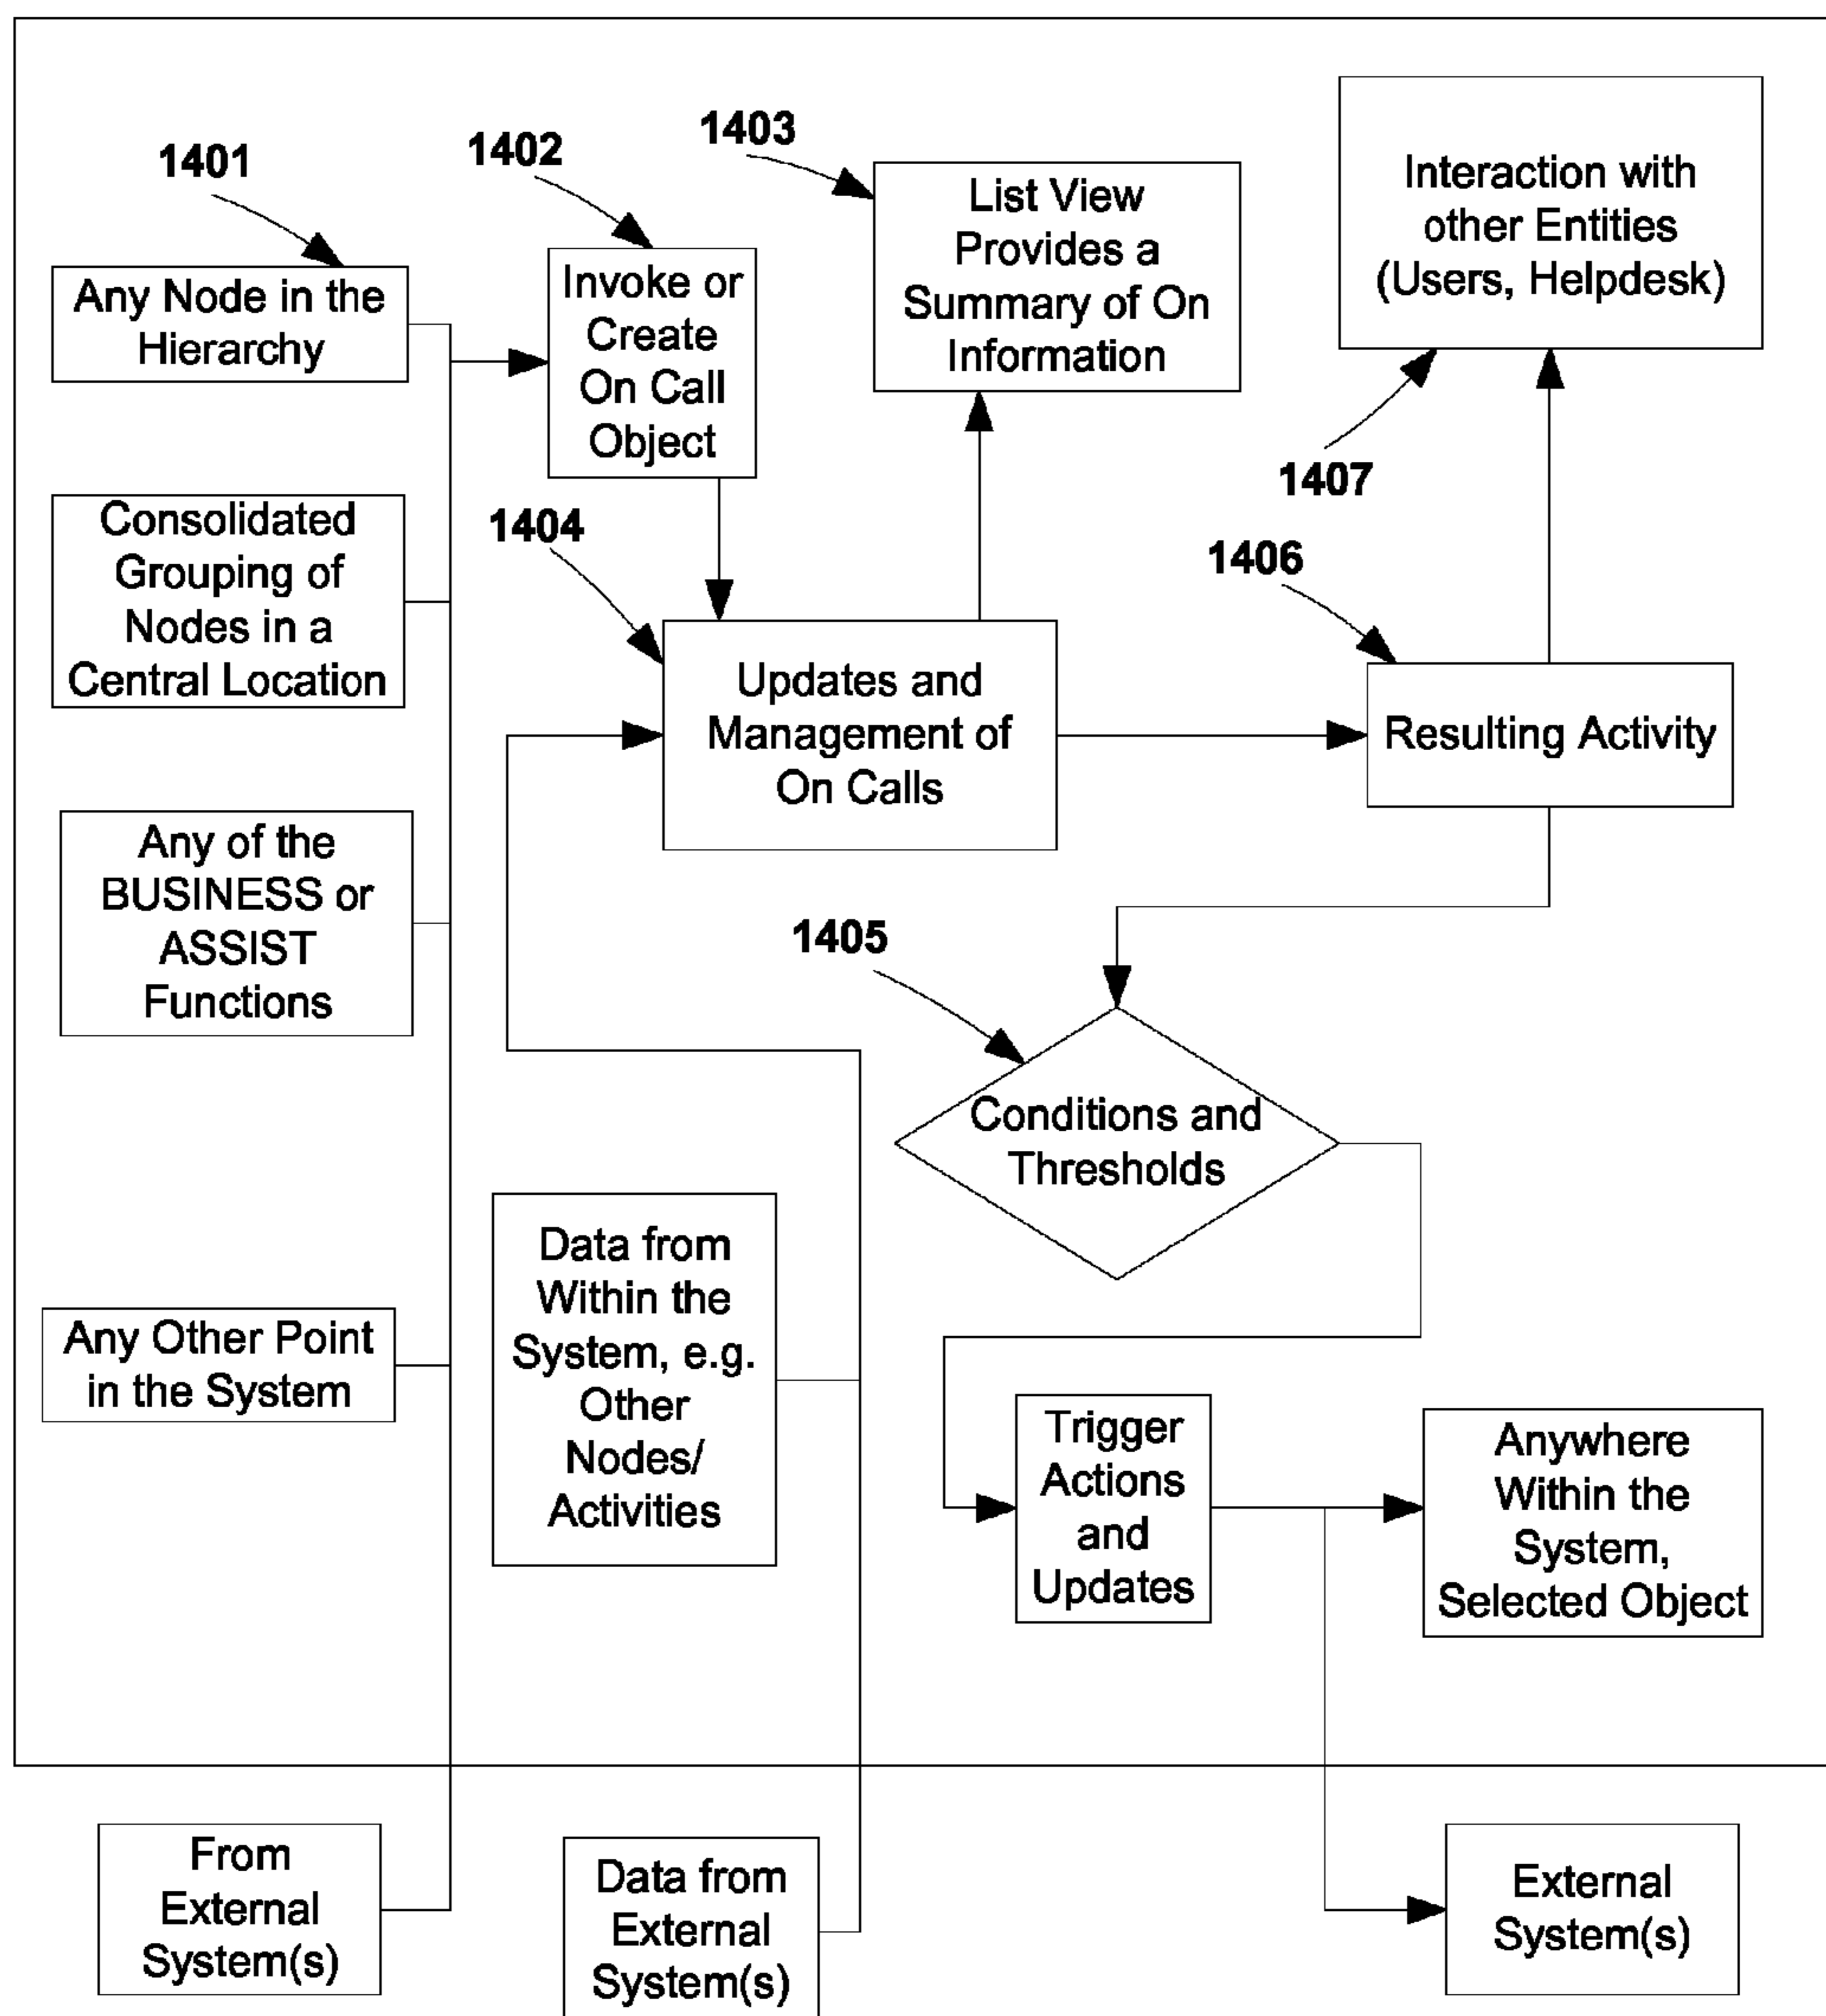 1401
1402
1403
1404
1405
1406
1407
Any Node in the
Hierarchy
Consolidated
Grouping of
Nodes in a
Central Location
Any of the
BUSINESS or
ASSIST
Functions
Any Other Point
in the System
From
External
System(s)
Invoke or
Create
On Call
Object
List View
Provides a
Summary of On
Information
Interaction with
other Entities
(Users, Helpdesk)
Updates and
Management of
On Calls
Resulting Activity
Conditions and
Thresholds
Data from
Within the
System, e.g.
Other
Nodes/
Activities
Data from
External
System(s)
Trigger
Actions
and
Updates
Anywhere
Within the
System,
Selected Object
External
System(s)